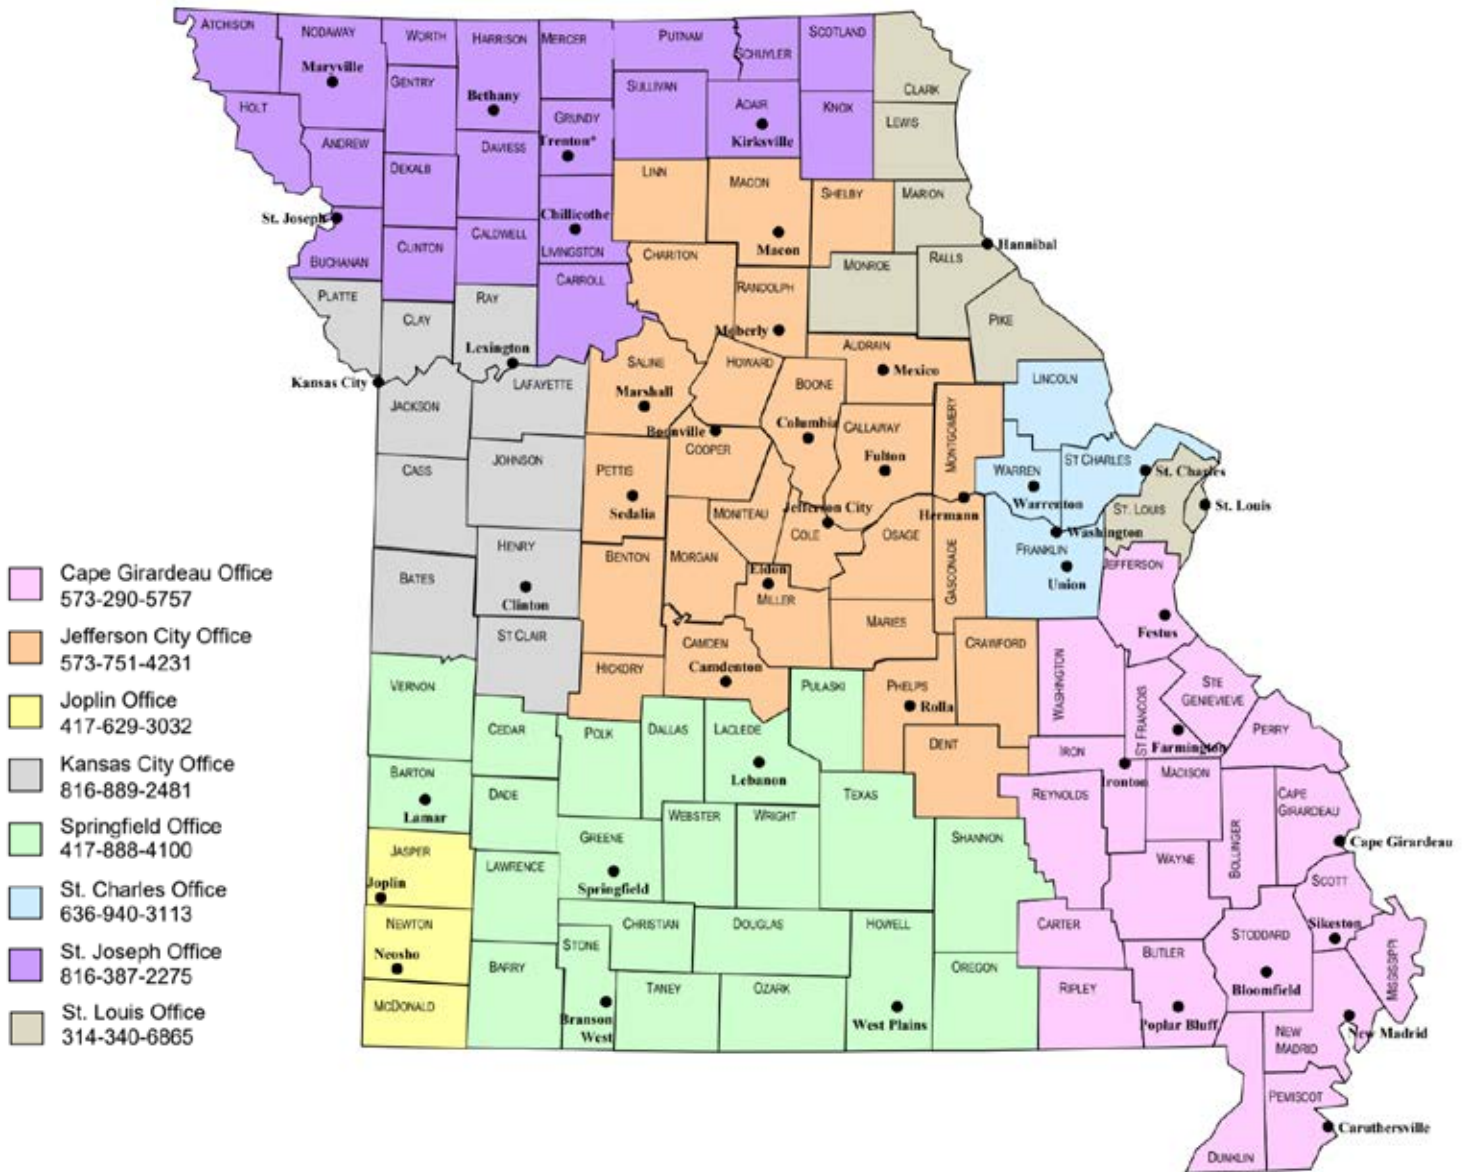 ATCHISON
NODAWAY
WORTH
HARRISON
MERCER
PUTNAM
SCHUYLER
SCOTLAND
CLARK
Maryville
GENTRY
Bethany
SULLIVAN
ADAIR
Kirksville
KNOX
LEWIS
HOLT
GRUNDY
Trenton*
ANDREW
DAVIESS
DEKALB
LINN
MACON
Macon
SHELBY
MARION
St. Joseph
Chillicothe
LIVINGSTON
CALDWELL
CLINTON
BUCHANAN
Hannibal
CHARITON
MONROE
RALLS
CARROLL
RANDOLPH
PLATTE
RAY
CLAY
PIKE
Moberly
Lexington
AUDRAIN
Mexico
SALINE
HOWARD
Kansas City
LAFAYETTE
Marshall
BOONE
LINCOLN
JACKSON
Columbia
CALLAWAY
MONTGOMERY
Boonville
COOPER
Fulton
CASS
JOHNSON
PETTIS
WARREN
ST CHARLES
St. Charles
Sedalia
Warrenton
MONITEAU
Jefferson City
Hermann
ST. LOUIS
St. Louis
COLE
OSAGE
Washington
HENRY
BENTON
MORGAN
FRANKLIN
JEFFERSON
Eldon
GASCONADE
Union
BATES
Clinton
MILLER
Festus
ST CLAIR
MARIES
CAMDEN
CRAWFORD
HICKORY
Camdenton
WASHINGTON
STE
GENIEVIEVE
VERNON
PULASKI
PHELPS
Rolla
ST FRANCOIS
CEDAR
POLK
DALLAS
LACLEDE
DENT
IRON
Farmington
PERRY
BARTON
Lebanon
Ironton
MADISON
Lamar
DADE
TEXAS
REYNOLDS
CAPE
GIRARDEAU
WEBSTER
WRIGHT
GREENE
SHANNON
Cape Girardeau
JASPER
LAWRENCE
WAYNE
BOLLINGER
Joplin
Springfield
SCOTT
NEWTON
CHRISTIAN
DOUGLAS
HOWELL
CARTER
Sikeston
Neosho
STONE
STODDARD
BUTLER
BARRY
OREGON
MISSISSIPPI
MCDONALD
TANEY
OZARK
RIPLEY
Bloomfield
Branson
West
West Plains
Poplar Bluff
NEW
MADRID
New Madrid
PEMISCOT
Caruthersville
DUNKLIN
Cape Girardeau Office
573-290-5757
Jefferson City Office
573-751-4231
Joplin Office
417-629-3032
Kansas City Office
816-889-2481
Springfield Office
417-888-4100
St. Charles Office
636-940-3113
St. Joseph Office
816-387-2275
St. Louis Office
314-340-6865